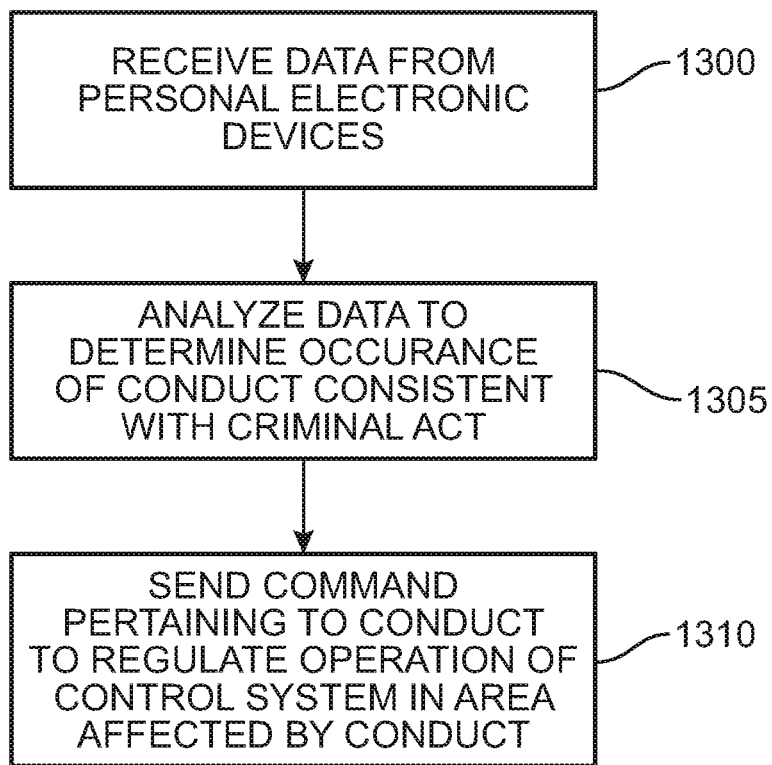 RECEIVE DATA FROM
PERSONAL ELECTRONIC
DEVICES
1300
ANALYZE DATA TO
DETERMINE OCCURANCE
OF CONDUCT CONSISTENT
WITH CRIMINAL ACT
1305
SEND COMMAND
PERTAINING TO CONDUCT
TO REGULATE OPERATION OF
CONTROL SYSTEM IN AREA
AFFECTED BY CONDUCT
1310